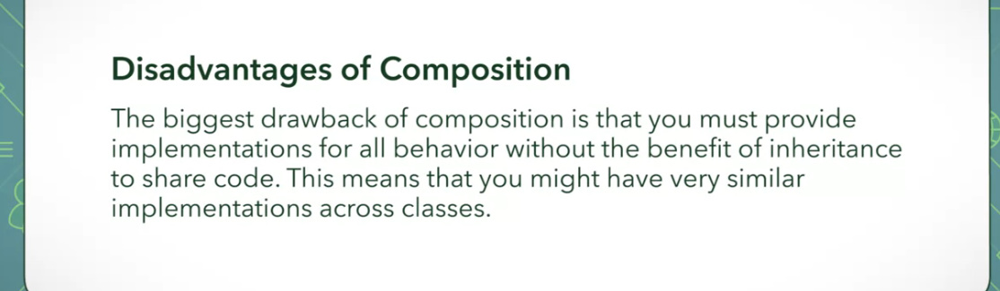 Disadvantages of Composition
The biggest drawback of composition is that you must provide
implementations for all behavior without the benefit of inheritance
to share code. This means that you might have very similar
implementations across classes.